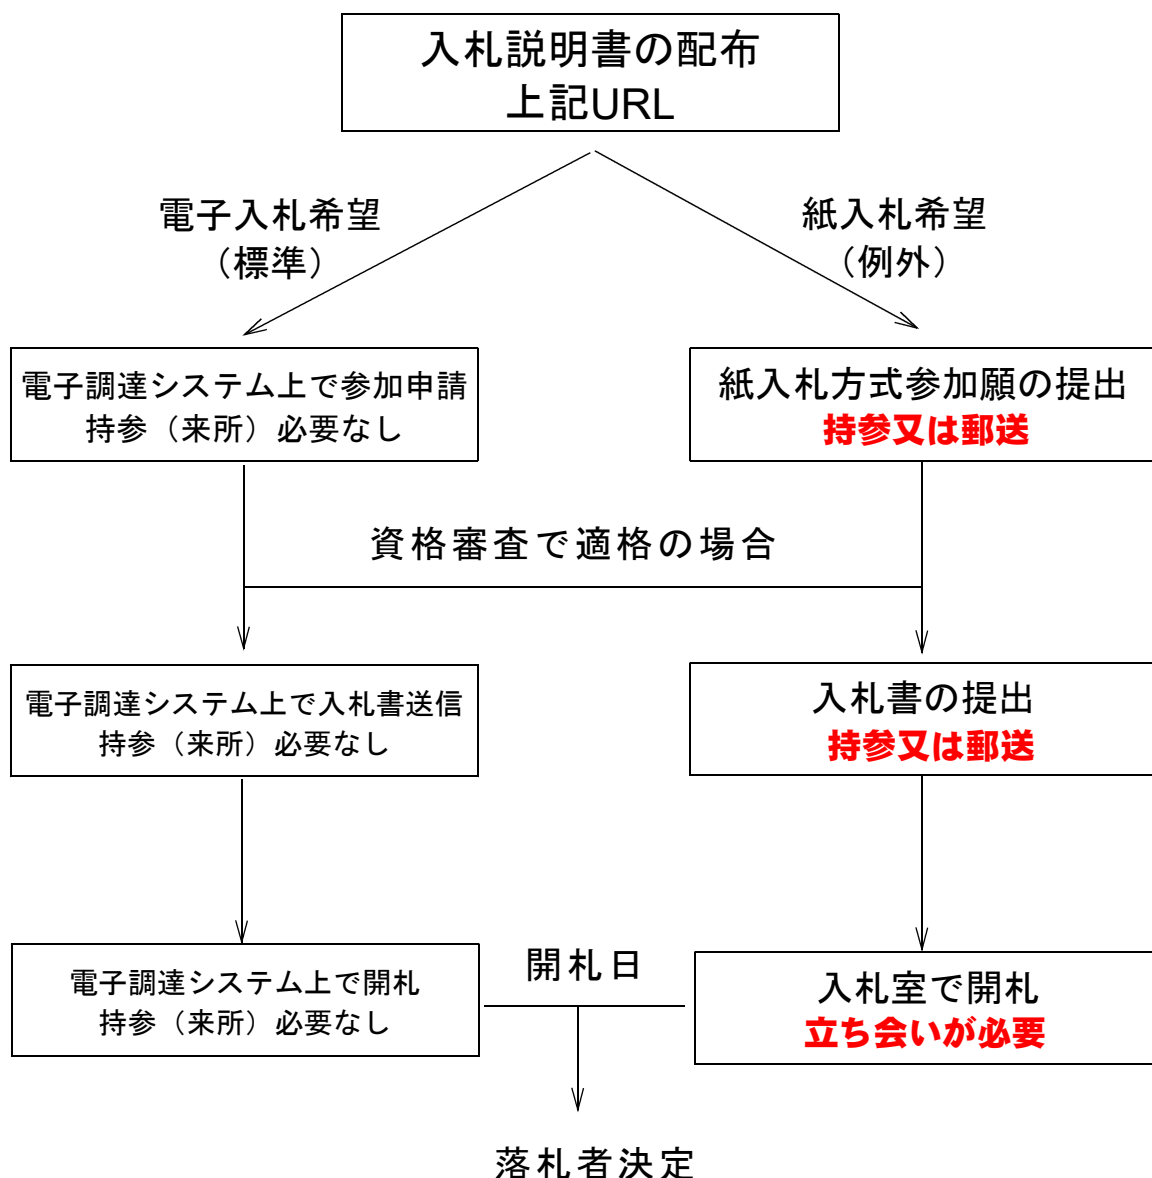 入札説明書の配布
上記URL
電子入札希望
（標準）
紙入札希望
（例外）
電子調達システム上で参加申請
持参（来所）必要なし
紙入札方式参加願の提出
持参又は郵送
資格審査で適格の場合
電子調達システム上で入札書送信
持参（来所）必要なし
入札書の提出
持参又は郵送
開札日
電子調達システム上で開札
持参（来所）必要なし
入札室で開札
立ち会いが必要
落札者決定